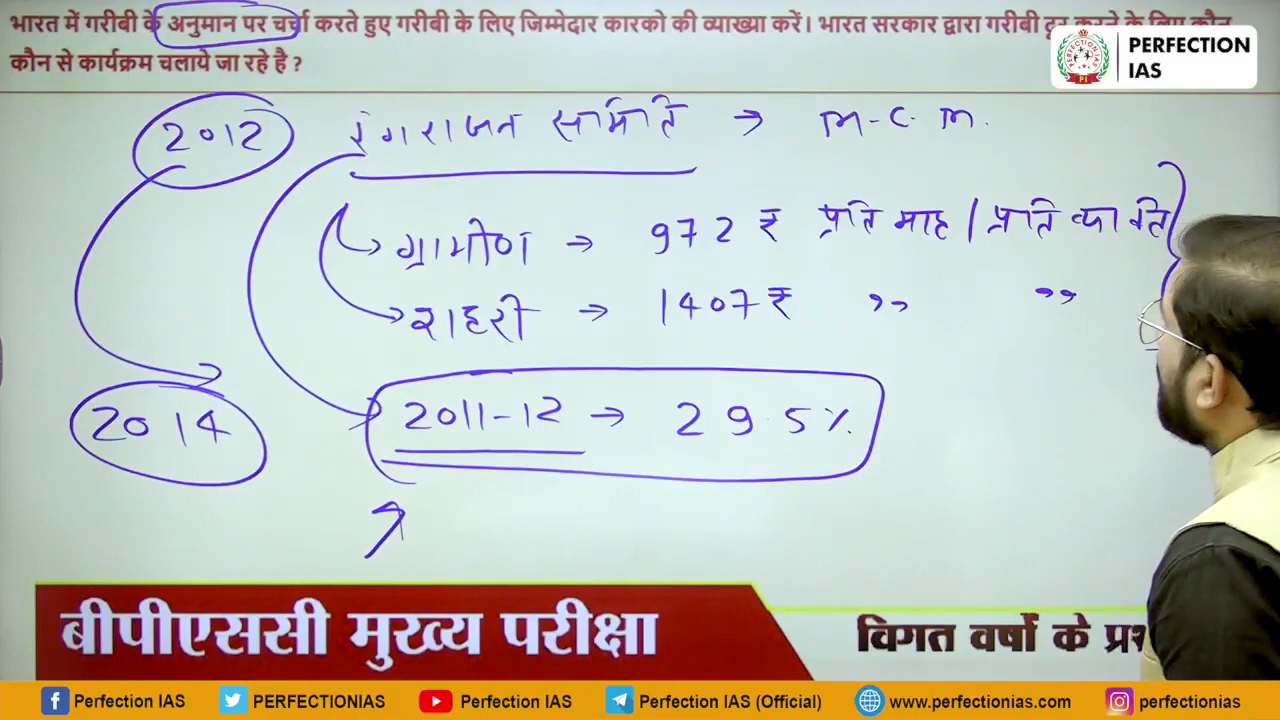 भारत में गरीबी के अनुमान पर चर्चा करते हुए गरीबी के लिए जिम्मेदार कारको की व्याख्या करें। भारत सरकार द्वारा गरीबी दूर करने के लिए कौन
कौन से कार्यक्रम चलाये जा रहे है ?
PERFECTION
IAS
2012 रंगराजन समिति → M.C.M.
ग्रामीण → 972 ₹ प्रति माह / प्रति व्यक्ति
शहरी → 1407 ₹ ,, ,,
2014 2011-12 → 29.5%
बीपीएससी मुख्य परीक्षा
विगत वर्षों के
Perfection IAS PERFECTIONIAS Perfection IAS Perfection IAS (Official) www.perfectionias.com perfectionias